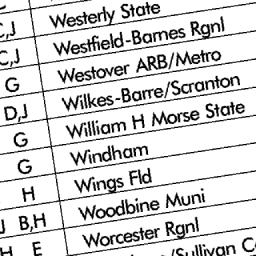 C,J Westerly State
C,J Westfield-Barnes Rgnl
G Westover ARB/Metro
D,J Wilkes-Barre/Scranton
G William H Morse State
G Windham
H Wings Fld
J B,H Woodbine Muni
H E Worcester Rgnl
/Sullivan